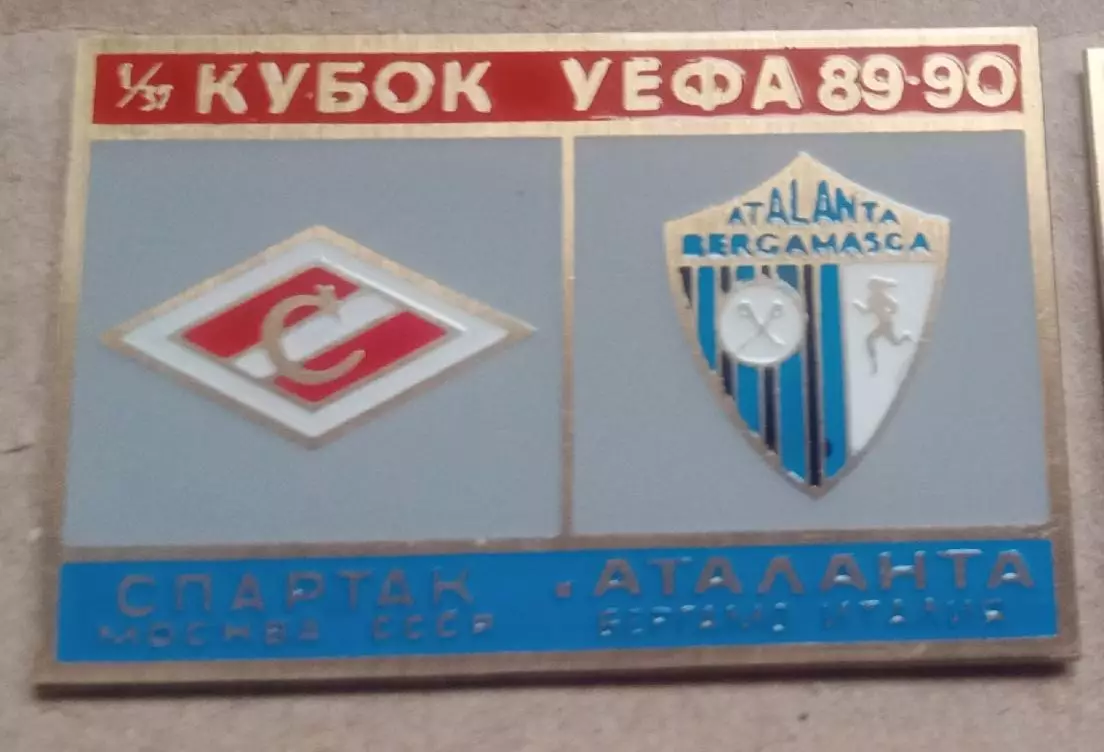 1/32 КУБОК УЕФА 89-90
С
ATALANTA
BERGAMASCA
СПАРТАК АТАЛАНТА
МОСКВА СССР БЕРГАМО ИТАЛИЯ